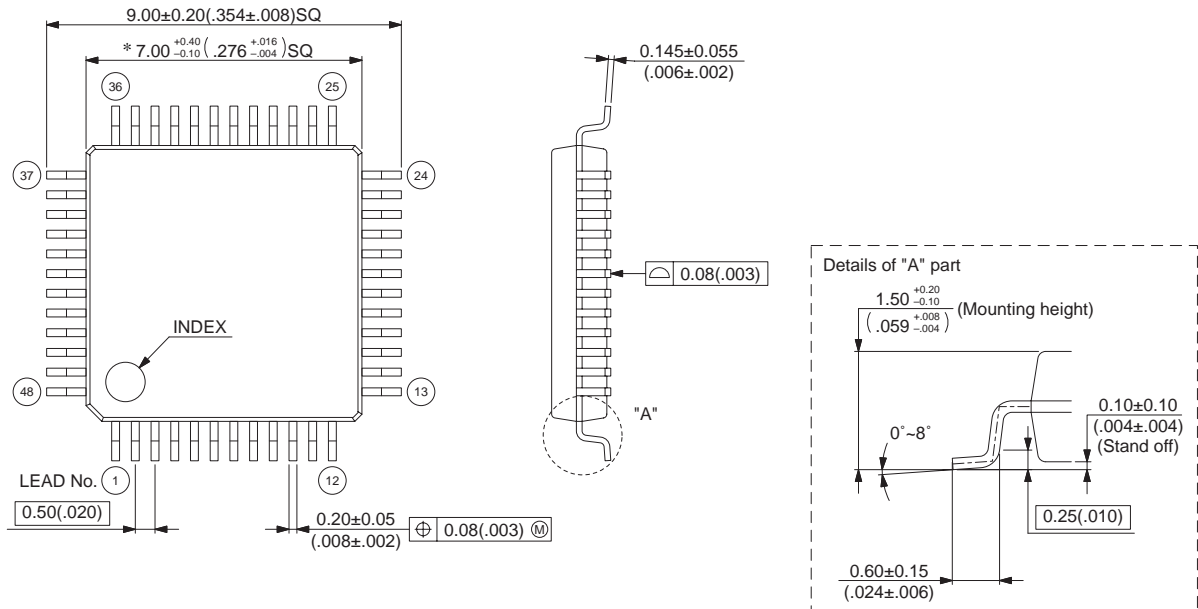 9.00±0.20(.354±.008)SQ
* 7.00 +0.40 –0.10 ( .276 +.016 –.004 )SQ
36
25
37
24
INDEX
48
13
LEAD No. 1
12
0.50(.020)
0.20±0.05
(.008±.002)
⌖ 0.08(.003) Ⓜ
0.145±0.055
(.006±.002)
⌓ 0.08(.003)
"A"
Details of "A" part
1.50 +0.20 –0.10
( .059 +.008 –.004 )
(Mounting height)
0˚~8˚
0.10±0.10
(.004±.004)
(Stand off)
0.25(.010)
0.60±0.15
(.024±.006)